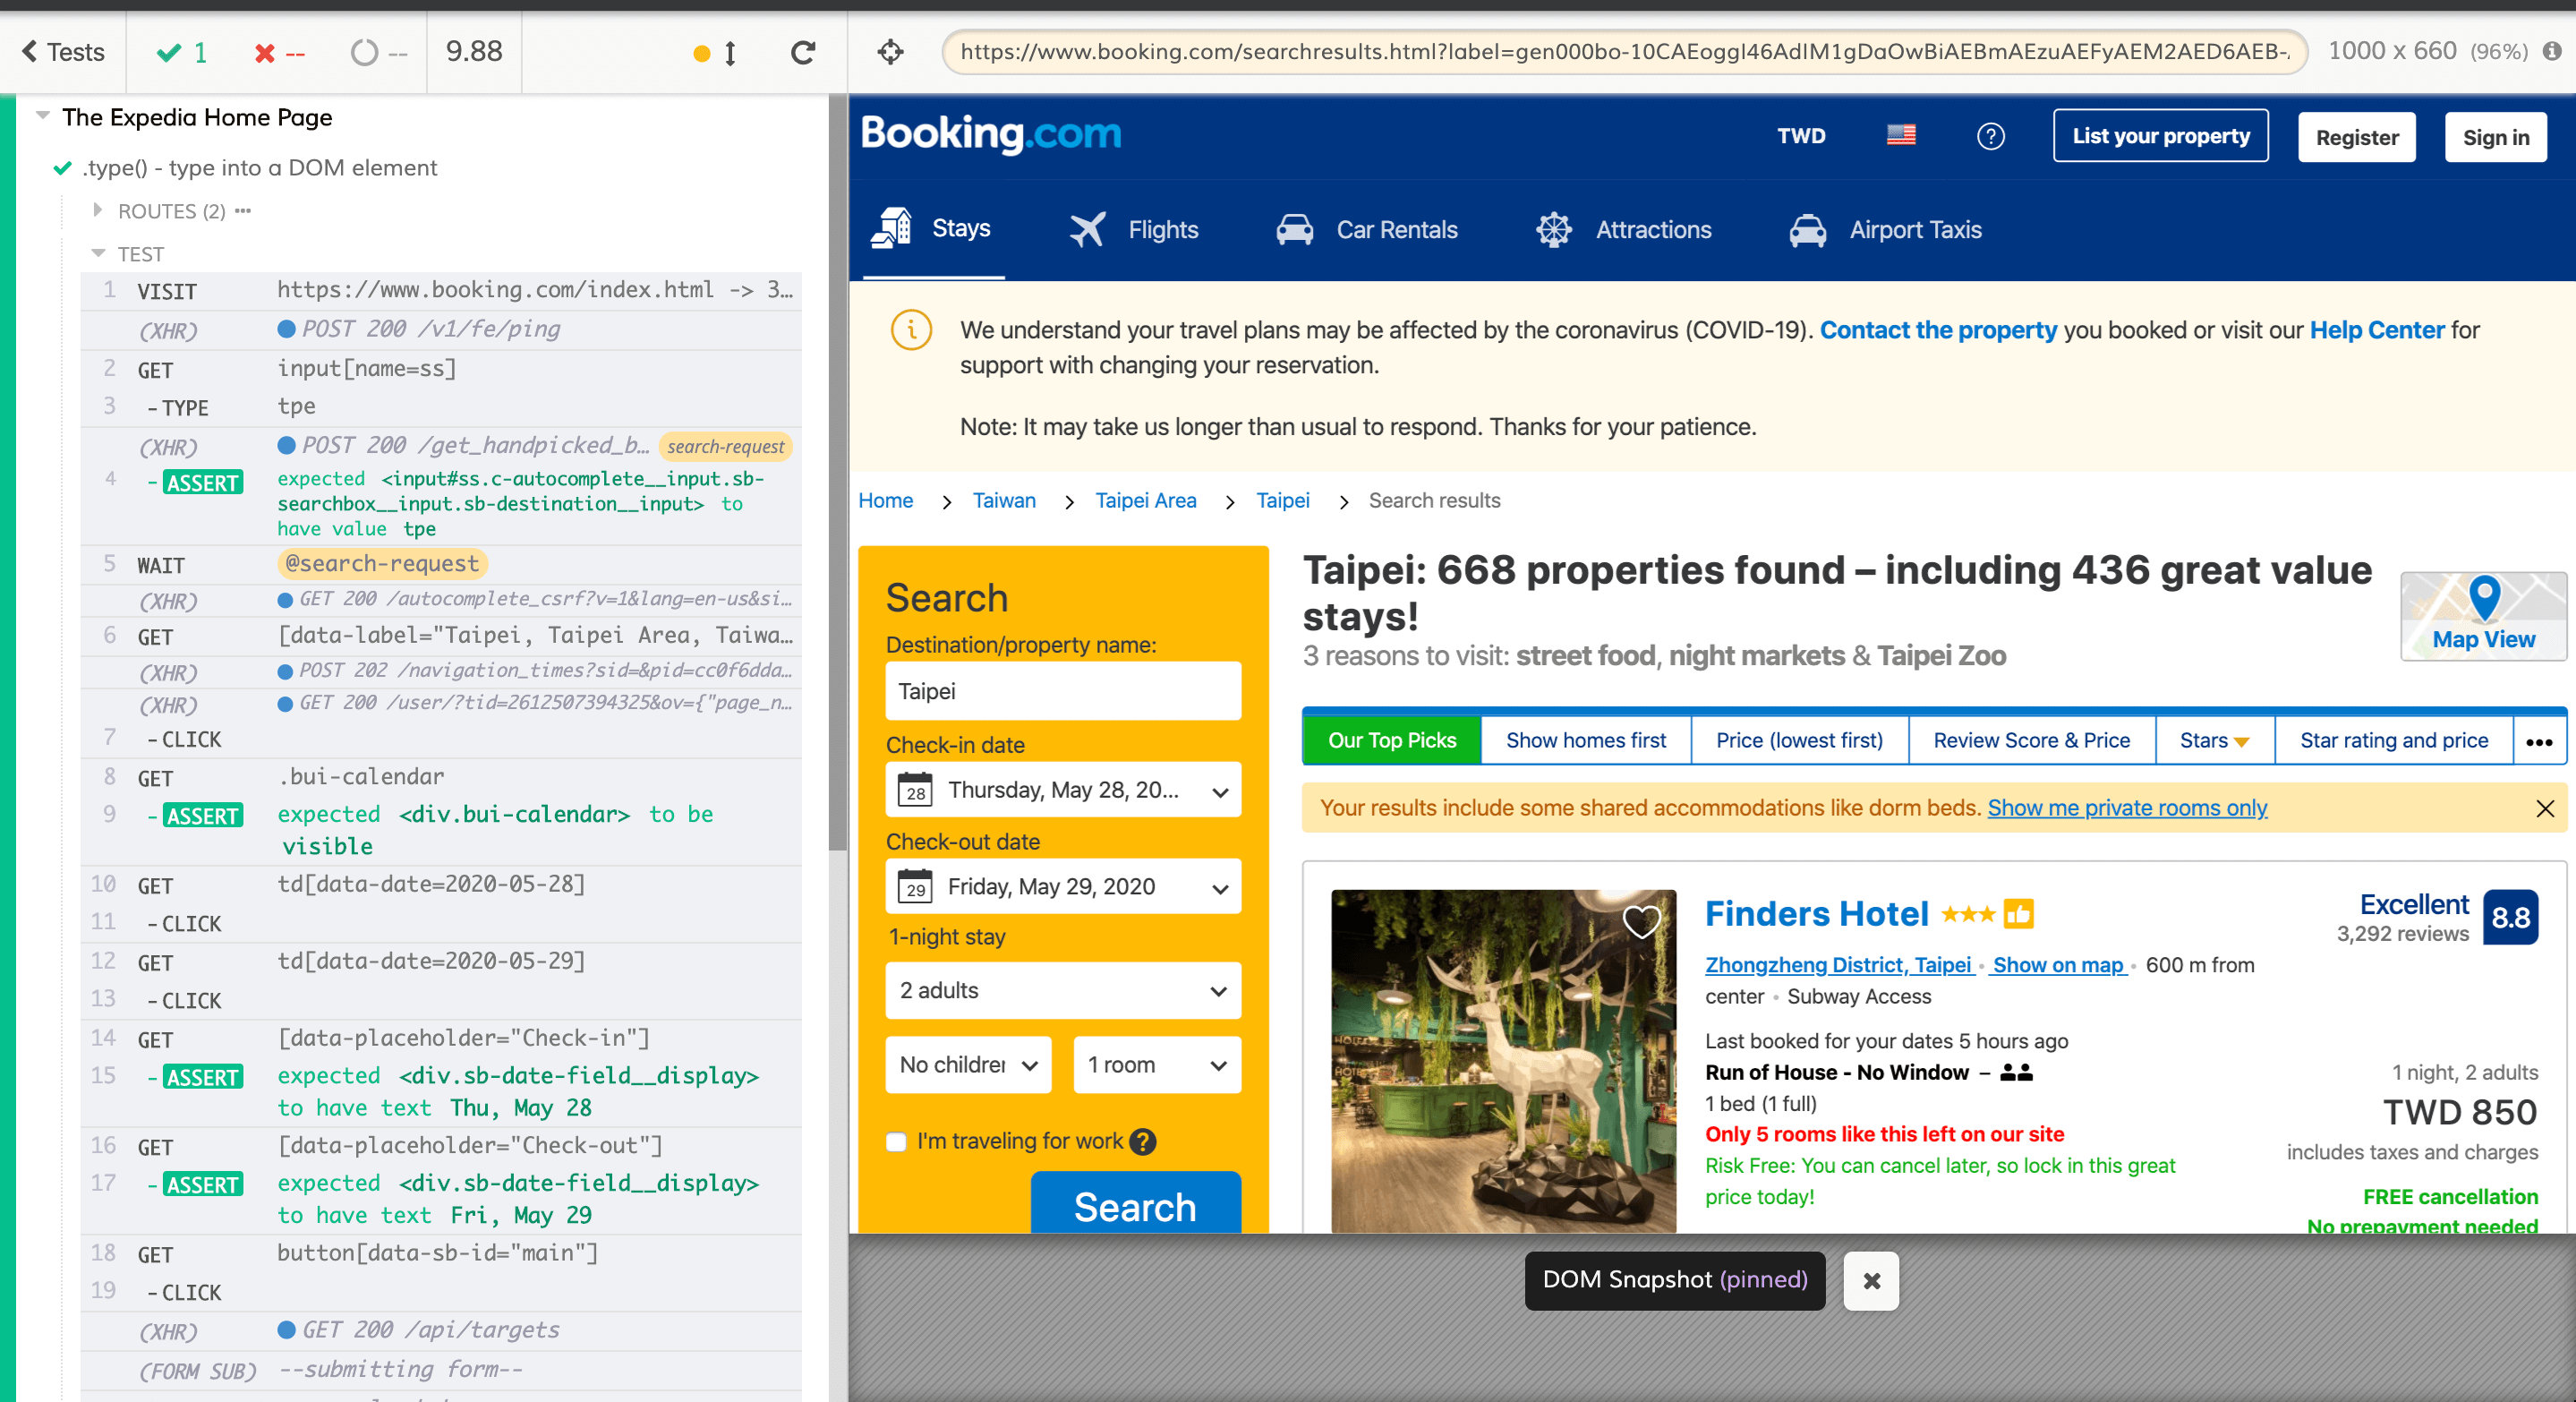 Tests
1
--
--
9.88
https://www.booking.com/searchresults.html?label=gen000bo-10CAEoggI46AdIM1gDaOwBiAEBmAEzuAEFyAEM2AED6AEB-
1000 x 660 (96%)
The Expedia Home Page
.type() - type into a DOM element
ROUTES (2)
TEST
1 VISIT https://www.booking.com/index.html -> 3…
(XHR) POST 200 /v1/fe/ping
2 GET input[name=ss]
3 -TYPE tpe
(XHR) POST 200 /get_handpicked_b… search-request
4 -ASSERT expected <input#ss.c-autocomplete__input.sb-
searchbox__input.sb-destination__input> to
have value tpe
5 WAIT @search-request
(XHR) GET 200 /autocomplete_csrf?v=1&lang=en-us&si…
6 GET [data-label="Taipei, Taipei Area, Taiwa…
(XHR) POST 202 /navigation_times?sid=&pid=cc0f6dda…
(XHR) GET 200 /user/?tid=2612507394325&ov={"page_n…
7 -CLICK
8 GET .bui-calendar
9 -ASSERT expected <div.bui-calendar> to be
visible
10 GET td[data-date=2020-05-28]
11 -CLICK
12 GET td[data-date=2020-05-29]
13 -CLICK
14 GET [data-placeholder="Check-in"]
15 -ASSERT expected <div.sb-date-field__display>
to have text Thu, May 28
16 GET [data-placeholder="Check-out"]
17 -ASSERT expected <div.sb-date-field__display>
to have text Fri, May 29
18 GET button[data-sb-id="main"]
19 -CLICK
(XHR) GET 200 /api/targets
(FORM SUB) --submitting form--
Booking.com
TWD
List your property
Register
Sign in
Stays
Flights
Car Rentals
Attractions
Airport Taxis
We understand your travel plans may be affected by the coronavirus (COVID-19). Contact the property you booked or visit our Help Center for
support with changing your reservation.
Note: It may take us longer than usual to respond. Thanks for your patience.
Home > Taiwan > Taipei Area > Taipei > Search results
Search
Destination/property name:
Taipei
Check-in date
28 Thursday, May 28, 20...
Check-out date
29 Friday, May 29, 2020
1-night stay
2 adults
No childrer
1 room
I'm traveling for work ?
Search
Taipei: 668 properties found – including 436 great value
stays!
3 reasons to visit: street food, night markets & Taipei Zoo
Map View
Our Top Picks
Show homes first
Price (lowest first)
Review Score & Price
Stars
Star rating and price
•••
Your results include some shared accommodations like dorm beds. Show me private rooms only
Finders Hotel
Excellent
3,292 reviews
8.8
Zhongzheng District, Taipei • Show on map • 600 m from
center • Subway Access
Last booked for your dates 5 hours ago
Run of House - No Window –
1 bed (1 full)
Only 5 rooms like this left on our site
Risk Free: You can cancel later, so lock in this great
price today!
1 night, 2 adults
TWD 850
includes taxes and charges
FREE cancellation
No prepayment needed
DOM Snapshot (pinned)